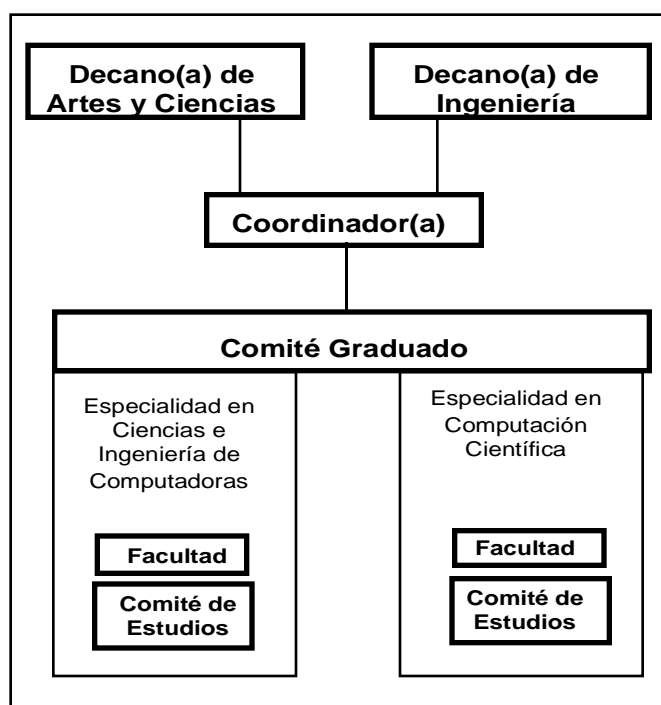 Decano(a) de
Artes y Ciencias
Decano(a) de
Ingeniería
Coordinador(a)
Comité Graduado
Especialidad en
Ciencias e
Ingeniería de
Computadoras
Facultad
Comité de
Estudios
Especialidad en
Computación
Científica
Facultad
Comité de
Estudios